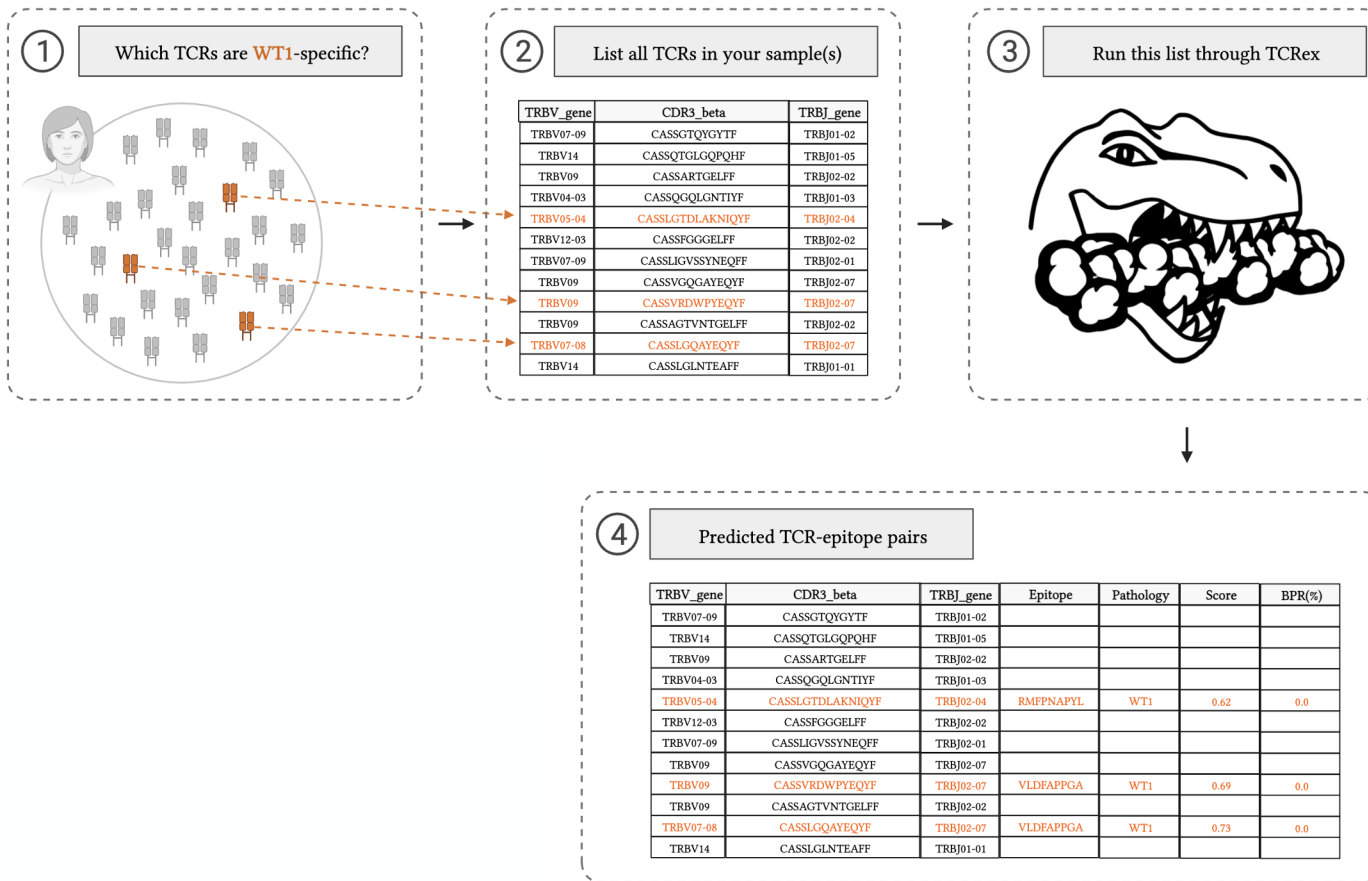 1 Which TCRs are WT1-specific?
2 List all TCRs in your sample(s)
TRBV_gene CDR3_beta TRBJ_gene
TRBV07-09 CASSGTQYGYTF TRBJ01-02
TRBV14 CASSQTGLGQPQHF TRBJ01-05
TRBV09 CASSARTGELFF TRBJ02-02
TRBV04-03 CASSQGQLGNTIYF TRBJ01-03
TRBV05-04 CASSLGTDLAKNIQYF TRBJ02-04
TRBV12-03 CASSFGGGELFF TRBJ02-02
TRBV07-09 CASSLIGVSSYNEQFF TRBJ02-01
TRBV09 CASSVGQGAYEQYF TRBJ02-07
TRBV09 CASSVRDWPYEQYF TRBJ02-07
TRBV09 CASSAGTVNTGELFF TRBJ02-02
TRBV07-08 CASSLGQAYEQYF TRBJ02-07
TRBV14 CASSLGLNTEAFF TRBJ01-01
3 Run this list through TCRex
4 Predicted TCR-epitope pairs
TRBV_gene CDR3_beta TRBJ_gene Epitope Pathology Score BPR(%)
TRBV07-09 CASSGTQYGYTF TRBJ01-02
TRBV14 CASSQTGLGQPQHF TRBJ01-05
TRBV09 CASSARTGELFF TRBJ02-02
TRBV04-03 CASSQGQLGNTIYF TRBJ01-03
TRBV05-04 CASSLGTDLAKNIQYF TRBJ02-04 RMFPNAPYL WT1 0.62 0.0
TRBV12-03 CASSFGGGELFF TRBJ02-02
TRBV07-09 CASSLIGVSSYNEQFF TRBJ02-01
TRBV09 CASSVGQGAYEQYF TRBJ02-07
TRBV09 CASSVRDWPYEQYF TRBJ02-07 VLDFAPPGA WT1 0.69 0.0
TRBV09 CASSAGTVNTGELFF TRBJ02-02
TRBV07-08 CASSLGQAYEQYF TRBJ02-07 VLDFAPPGA WT1 0.73 0.0
TRBV14 CASSLGLNTEAFF TRBJ01-01